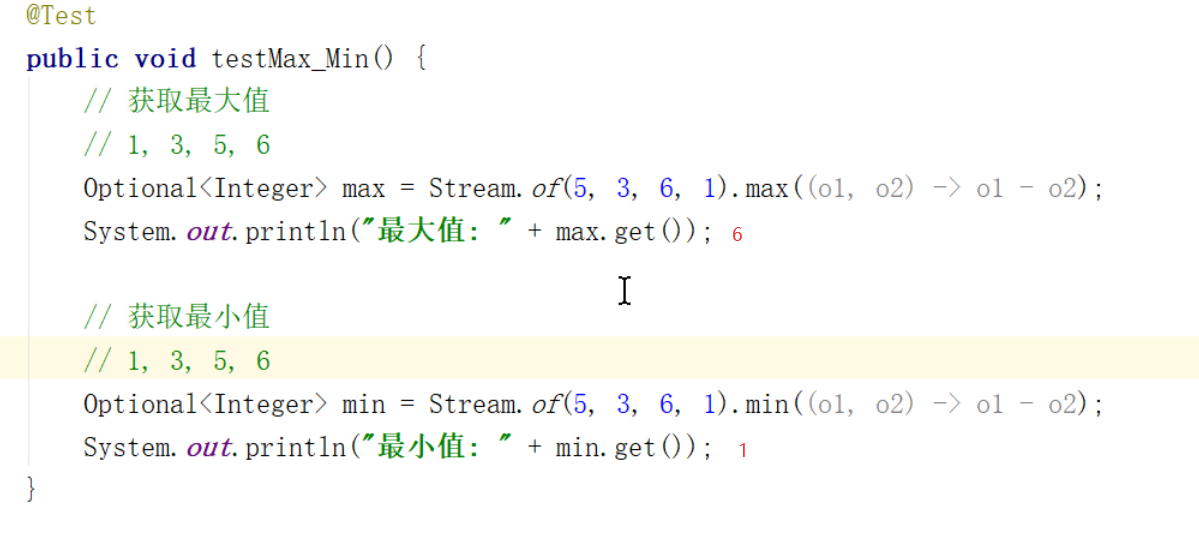 @Test
public void testMax_Min() {
// 获取最大值
// 1, 3, 5, 6
Optional<Integer> max = Stream.of(5, 3, 6, 1).max((o1, o2) -> o1 - o2);
System.out.println("最大值: " + max.get()); 6
// 获取最小值
// 1, 3, 5, 6
Optional<Integer> min = Stream.of(5, 3, 6, 1).min((o1, o2) -> o1 - o2);
System.out.println("最小值: " + min.get()); 1
}